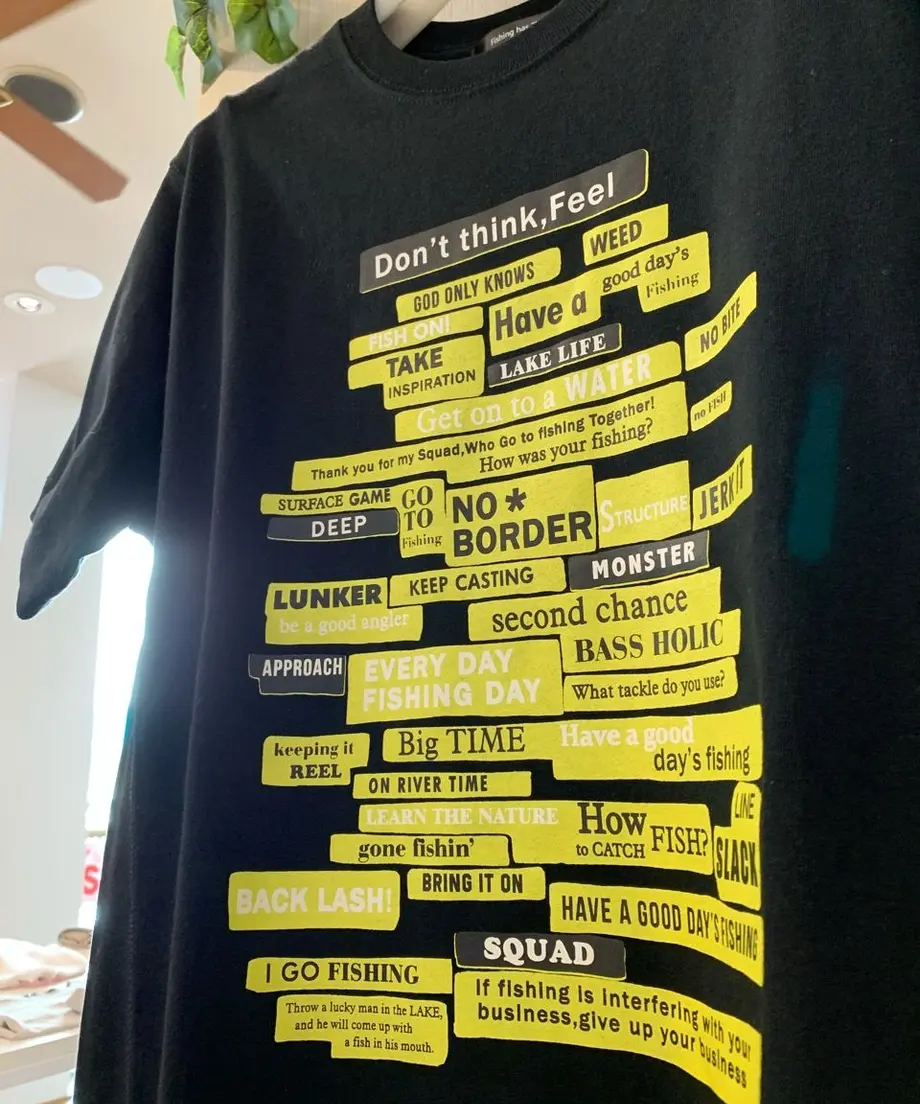 Fishing has
Don't think,Feel
WEED
GOD ONLY KNOWS
good day's
Have a
Fishing
FISH ON!
NO BITE
TAKE
INSPIRATION
LAKE LIFE
Get on to a WATER
no FISH
Thank you for my Squad,Who Go to fishing Together!
How was your fishing?
SURFACE GAME
GO
TO
Fishing
DEEP
NO*
BORDER
STRUCTURE
JERK IT
MONSTER
LUNKER
KEEP CASTING
be a good angler
second chance
BASS HOLIC
APPROACH
EVERY DAY
FISHING DAY
What tackle do you use?
keeping it
REEL
Big TIME
Have a good
day's fishing
ON RIVER TIME
LEARN THE NATURE
How
to CATCH
FISH?
LINE
SLACK
gone fishin'
BACK LASH!
BRING IT ON
HAVE A GOOD DAY'S FISHING
SQUAD
I GO FISHING
If fishing is interfering with your
business,give up your business
Throw a lucky man in the LAKE,
and he will come up with
a fish in his mouth.
S